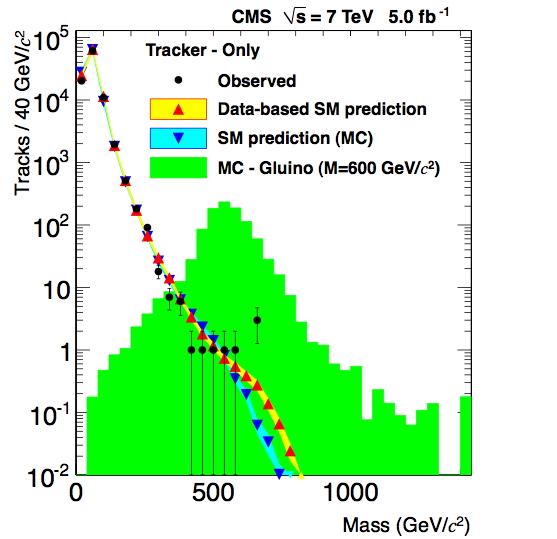 CMS √s = 7 TeV 5.0 fb⁻¹
Tracker - Only
Observed
Data-based SM prediction
SM prediction (MC)
MC - Gluino (M=600 GeV/c²)
Tracks / 40 GeV/c²
10⁵
10⁴
10³
10²
10
1
10⁻¹
10⁻²
0 500 1000
Mass (GeV/c²)